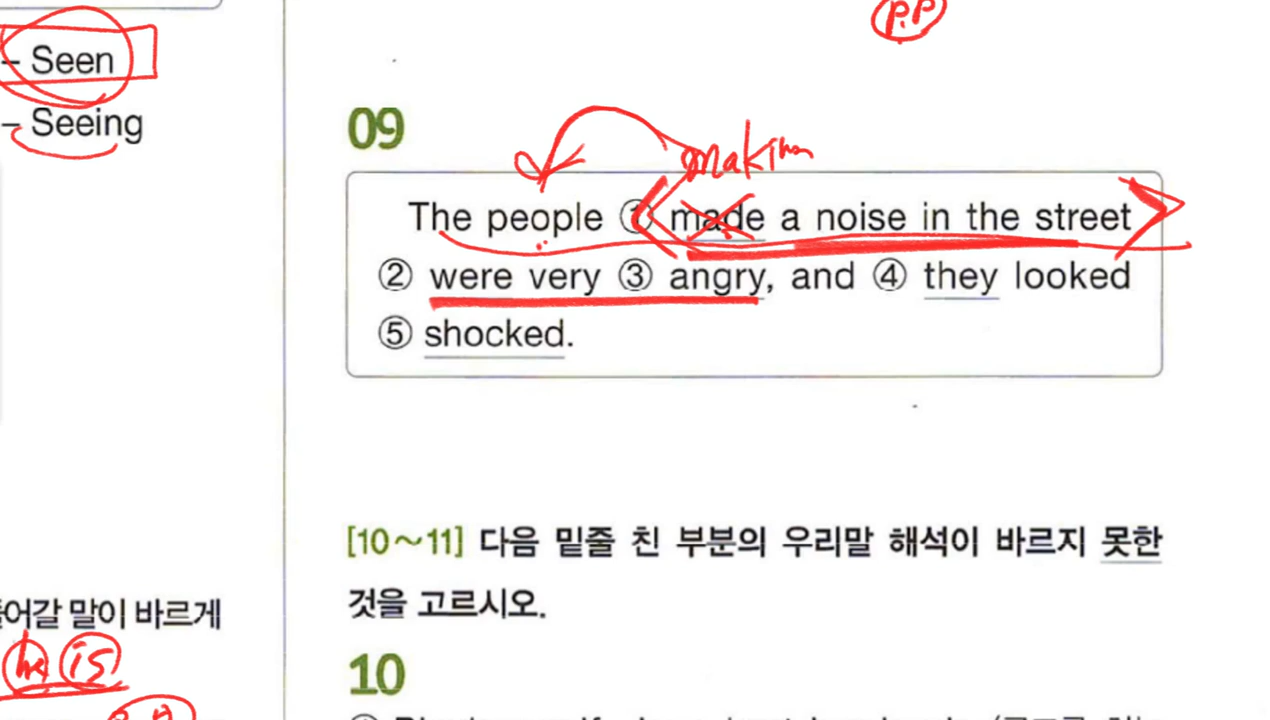 – Seen
– Seeing
어갈 말이 바르게
he is
p.p
09
making
The people ① made a noise in the street
② were very ③ angry, and ④ they looked
⑤ shocked.
[10~11] 다음 밑줄 친 부분의 우리말 해석이 바르지 못한
것을 고르시오.
10